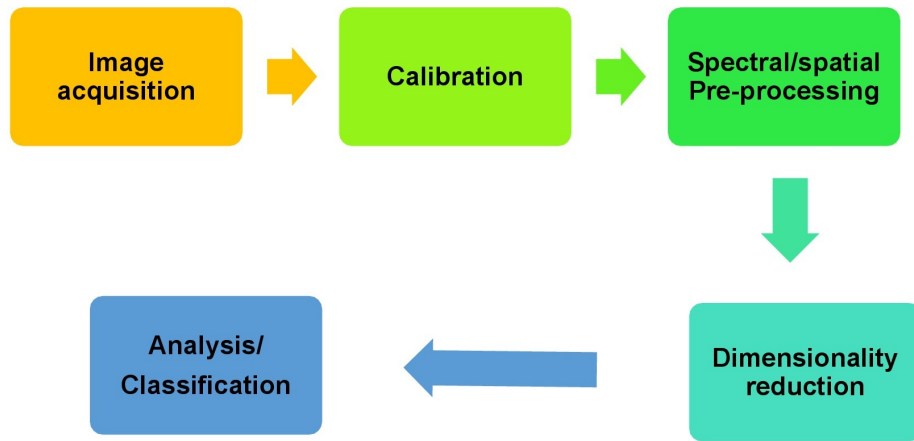 Image
acquisition
Calibration
Spectral/spatial
Pre-processing
Dimensionality
reduction
Analysis/
Classification